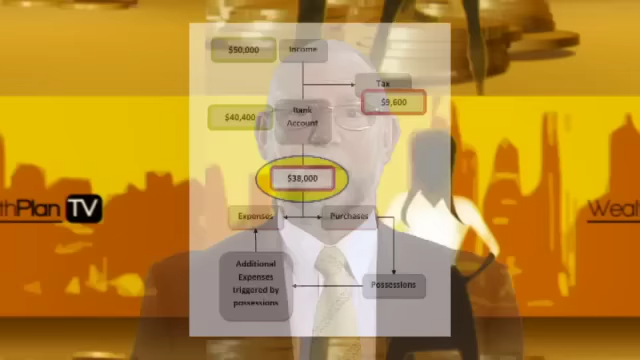 $50,000 Income
Tax
$9,600
$40,400 Bank
Account
$38,000
thPlan TV
Wealt
Expenses Purchases
Additional
Expenses
triggered by
possessions
Possessions